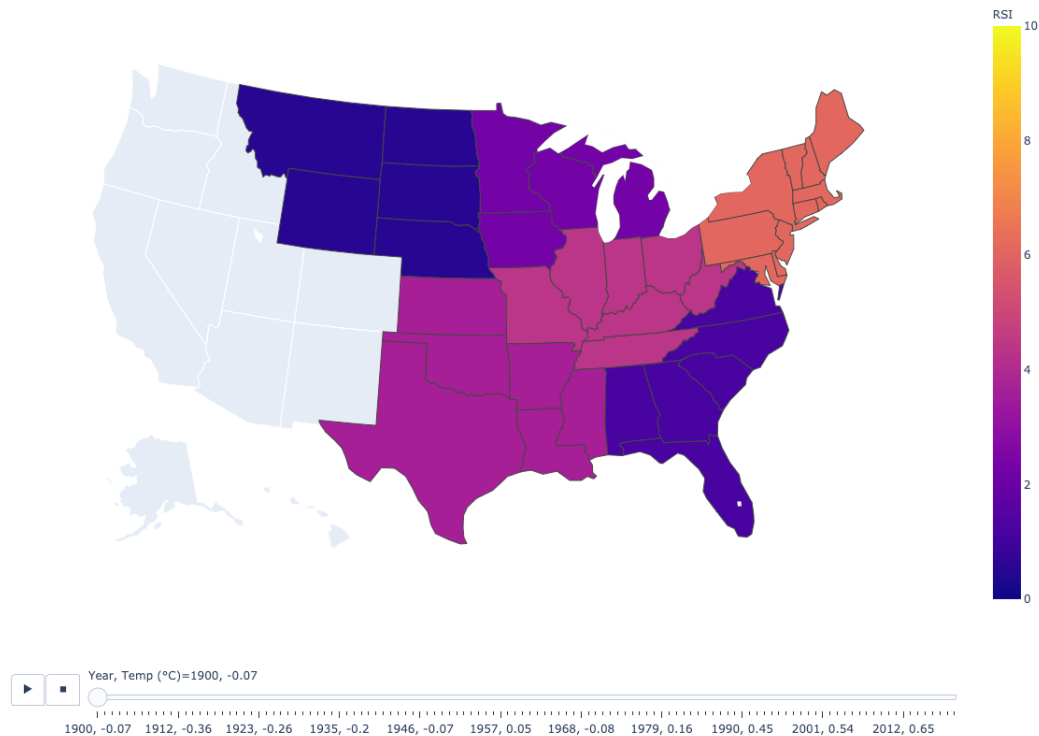 RSI
10
8
6
4
2
0
Year, Temp (°C)=1900, -0.07
1900, -0.07 1912, -0.36 1923, -0.26 1935, -0.2 1946, -0.07 1957, 0.05 1968, -0.08 1979, 0.16 1990, 0.45 2001, 0.54 2012, 0.65